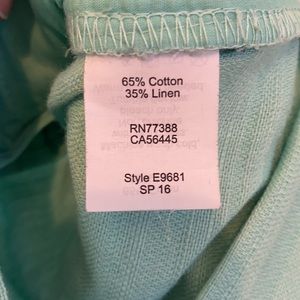 65% Cotton
35% Linen
RN77388
CA56445
Style E9681
SP 16